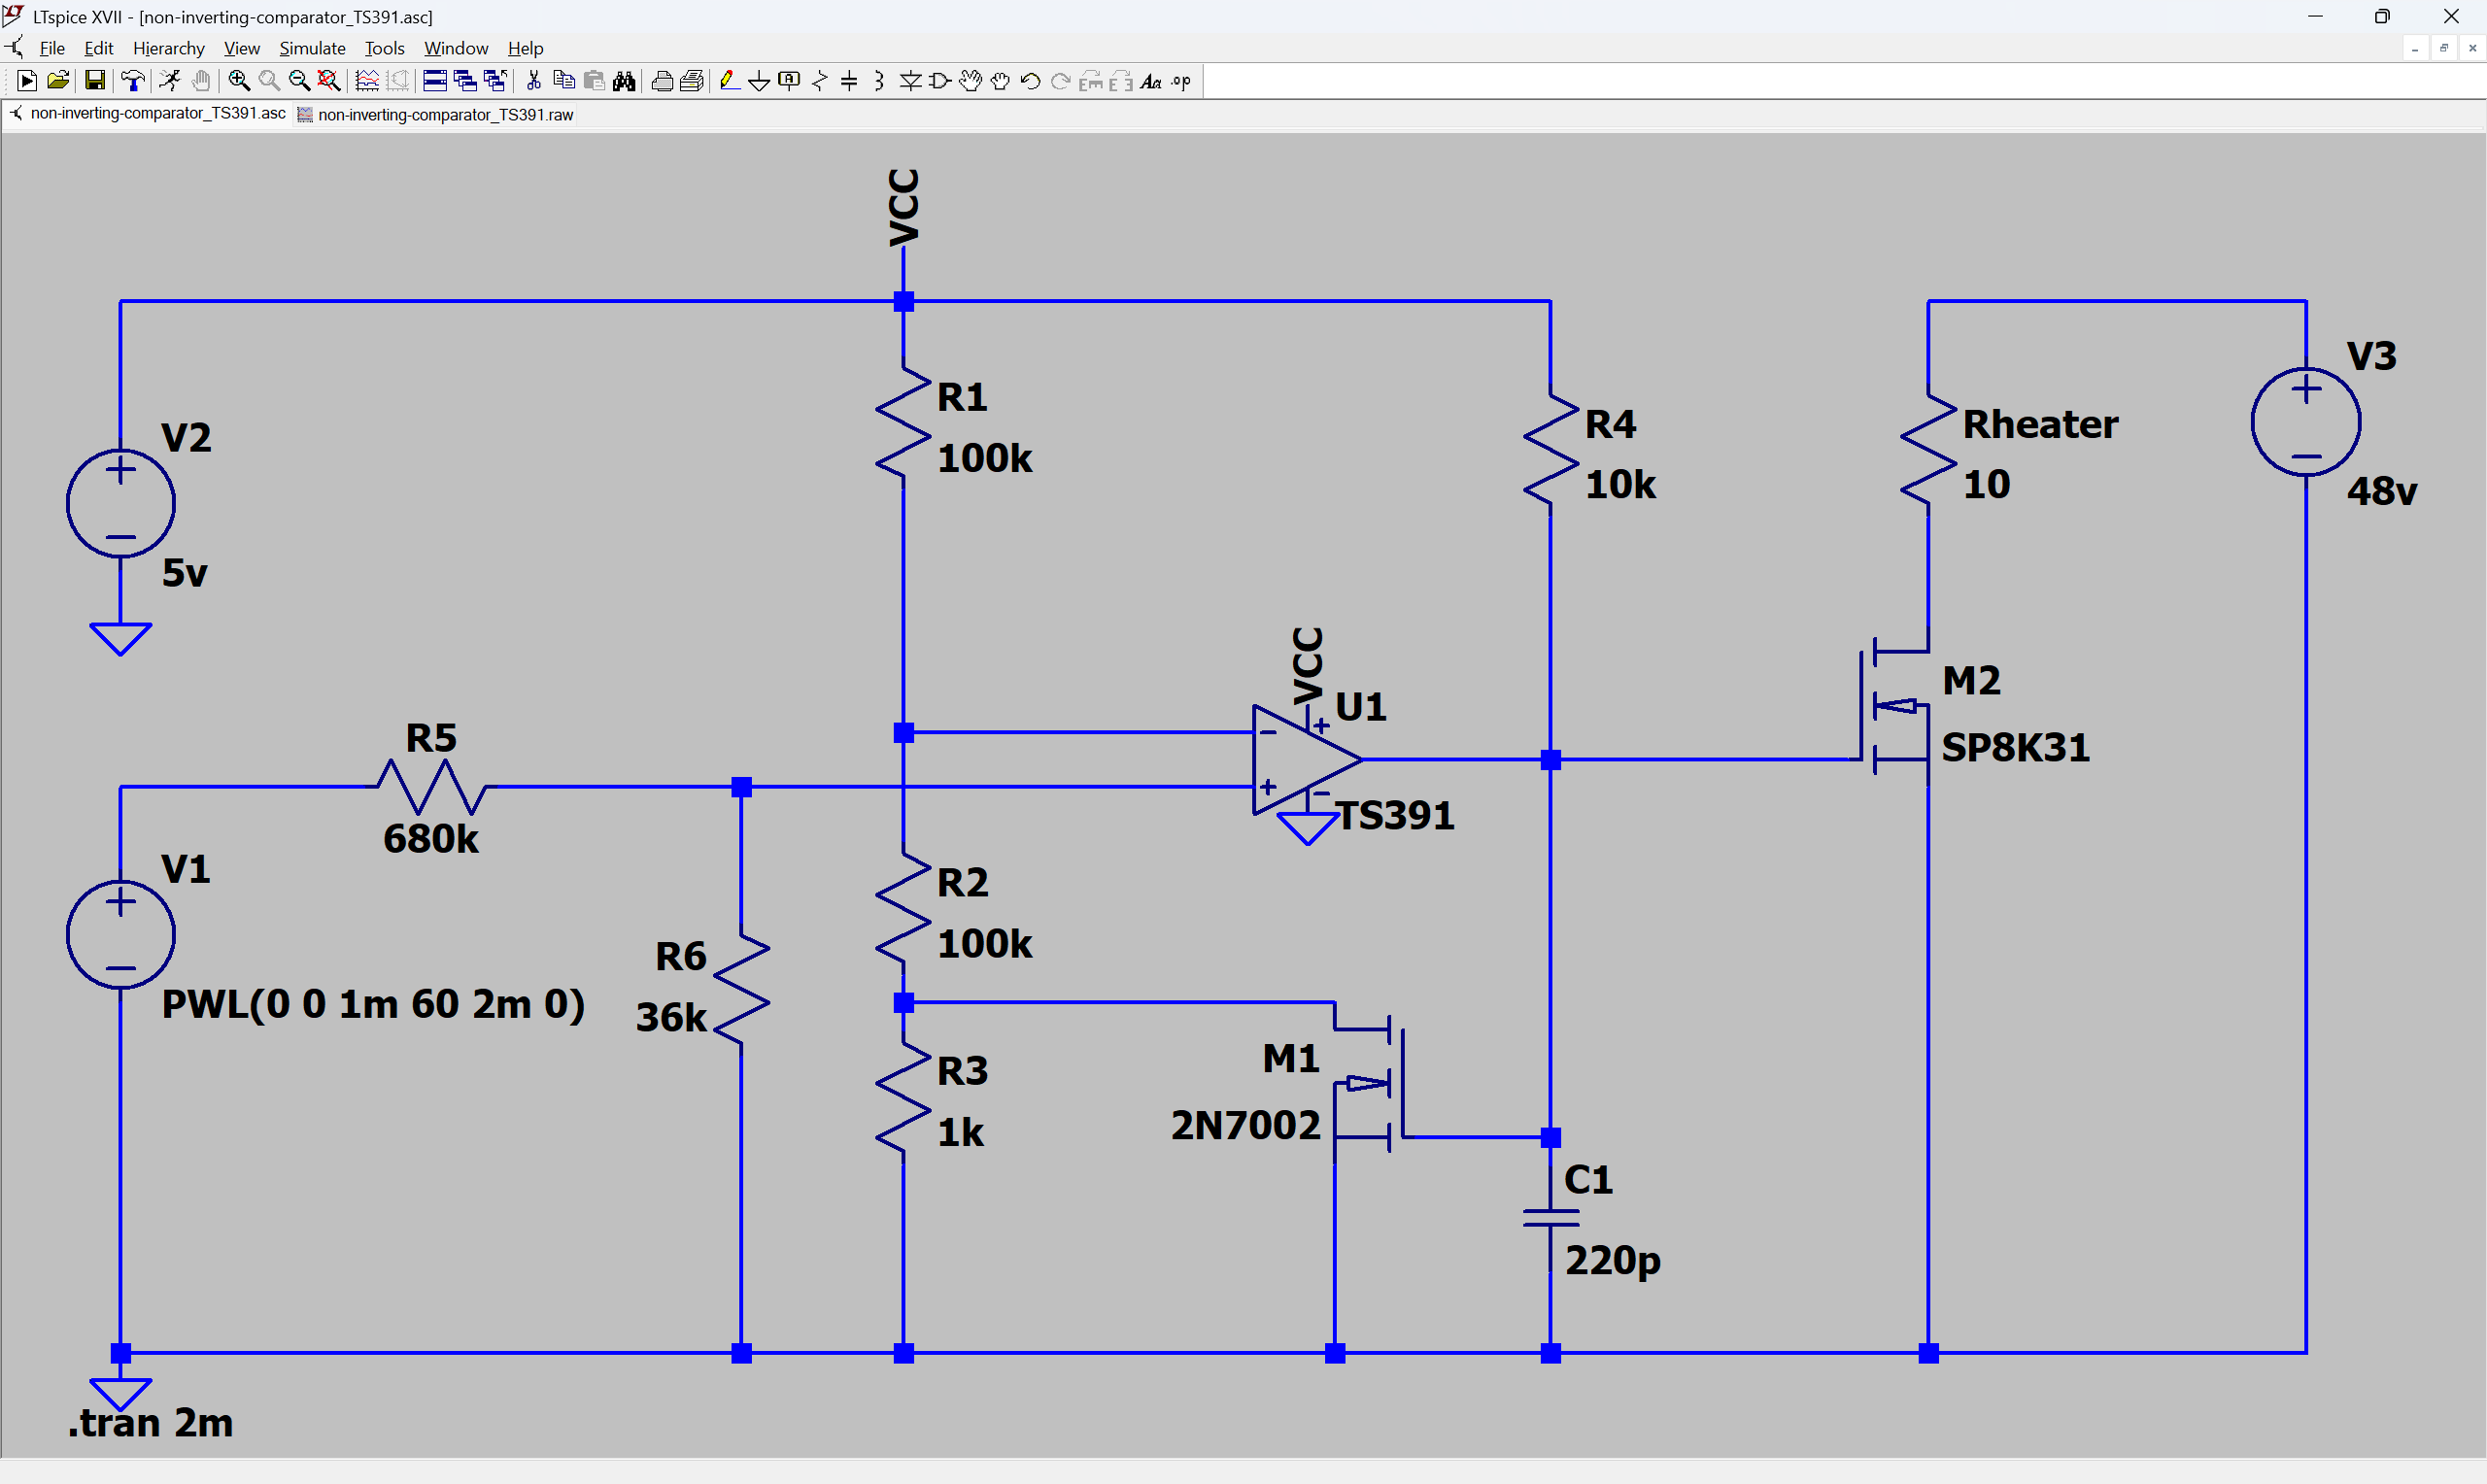 LTspice XVII - [non-inverting-comparator_TS391.asc]
File Edit Hierarchy View Simulate Tools Window Help
non-inverting-comparator_TS391.asc non-inverting-comparator_TS391.raw
VCC
V2
5v
R1
100k
R4
10k
Rheater
10
V3
48v
VCC
U1
TS391
M2
SP8K31
R5
680k
V1
PWL(0 0 1m 60 2m 0)
R6
36k
R2
100k
R3
1k
M1
2N7002
C1
220p
.tran 2m